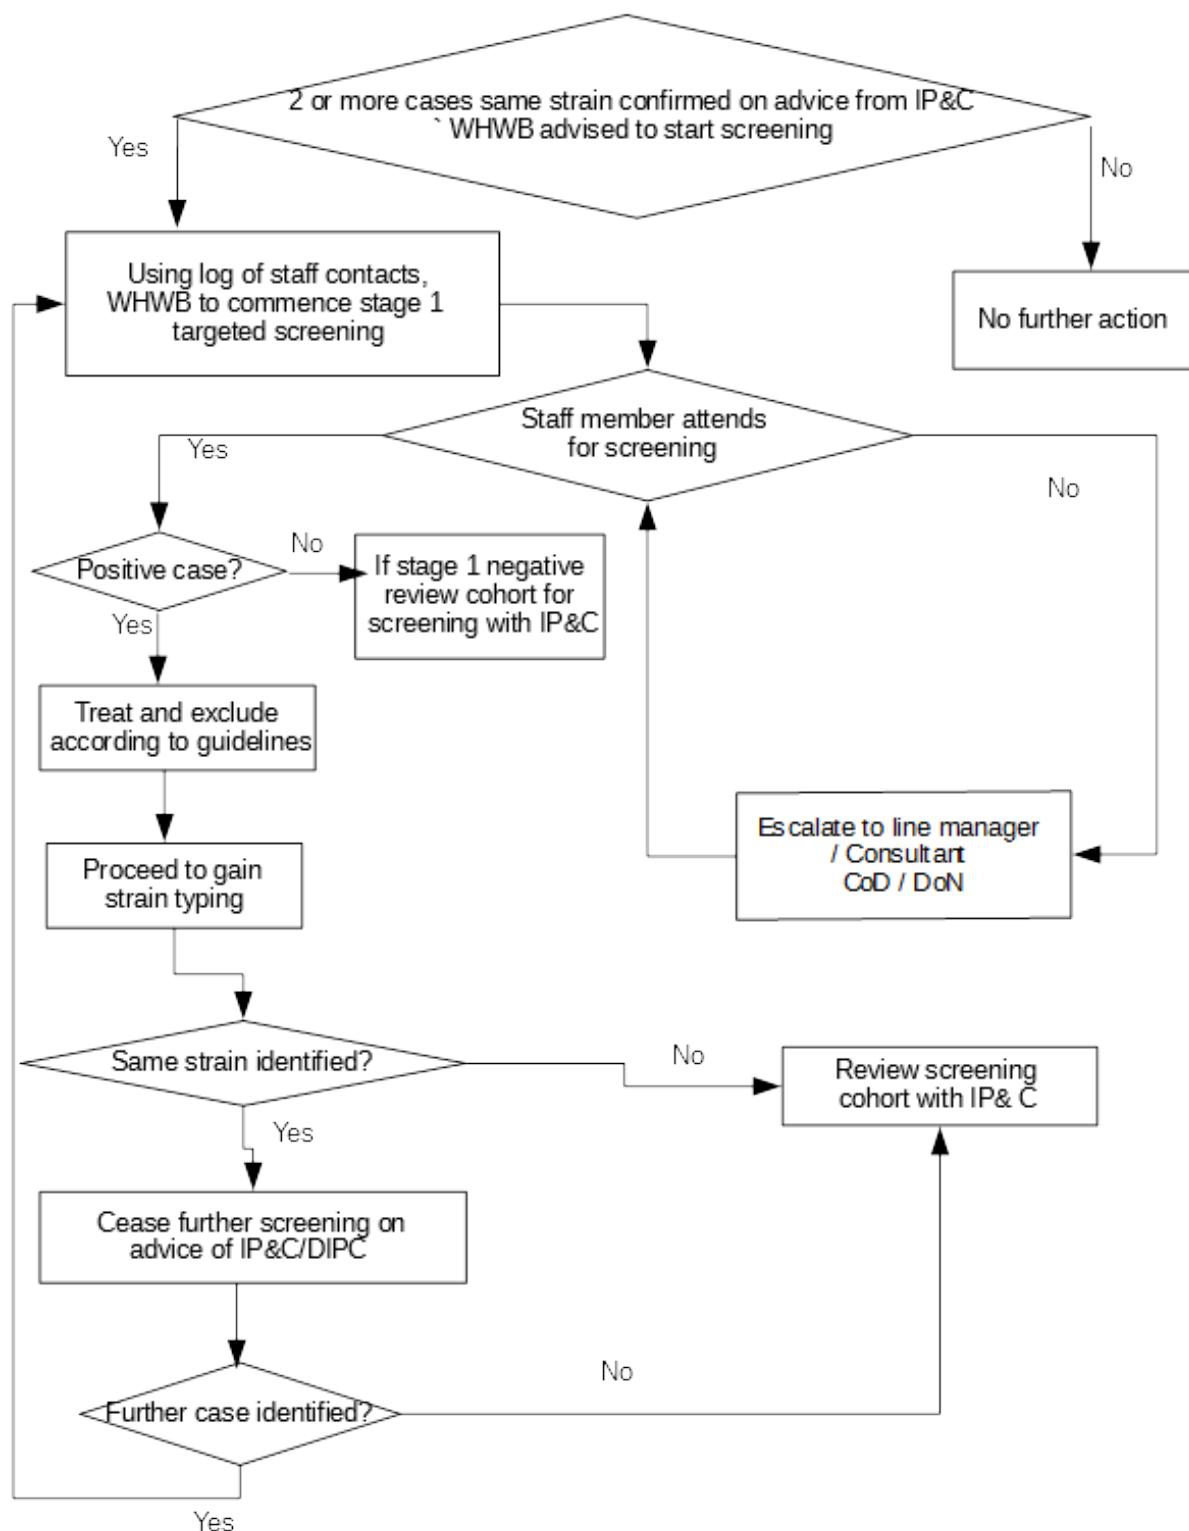 2 or more cases same strain confirmed on advice from IP&C
` WHWB advised to start screening
Yes
No
Using log of staff contacts,
WHWB to commence stage 1
targeted screening
No further action
Staff member attends
for screening
Yes
No
Positive case?
No
If stage 1 negative
review cohort for
screening with IP&C
Yes
Treat and exclude
according to guidelines
Escalate to line manager
/ Consultant
CoD / DoN
Proceed to gain
strain typing
Same strain identified?
No
Review screening
cohort with IP& C
Yes
Cease further screening on
advice of IP&C/DIPC
Further case identified?
No
Yes